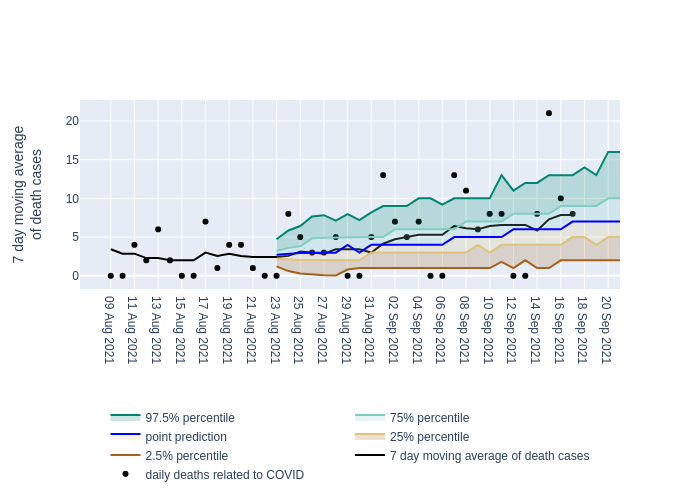 7 day moving average
of death cases
20
15
10
5
0
09 Aug 2021
11 Aug 2021
13 Aug 2021
15 Aug 2021
17 Aug 2021
19 Aug 2021
21 Aug 2021
23 Aug 2021
25 Aug 2021
27 Aug 2021
29 Aug 2021
31 Aug 2021
02 Sep 2021
04 Sep 2021
06 Sep 2021
08 Sep 2021
10 Sep 2021
12 Sep 2021
14 Sep 2021
16 Sep 2021
18 Sep 2021
20 Sep 2021
97.5% percentile
75% percentile
point prediction
25% percentile
2.5% percentile
7 day moving average of death cases
daily deaths related to COVID